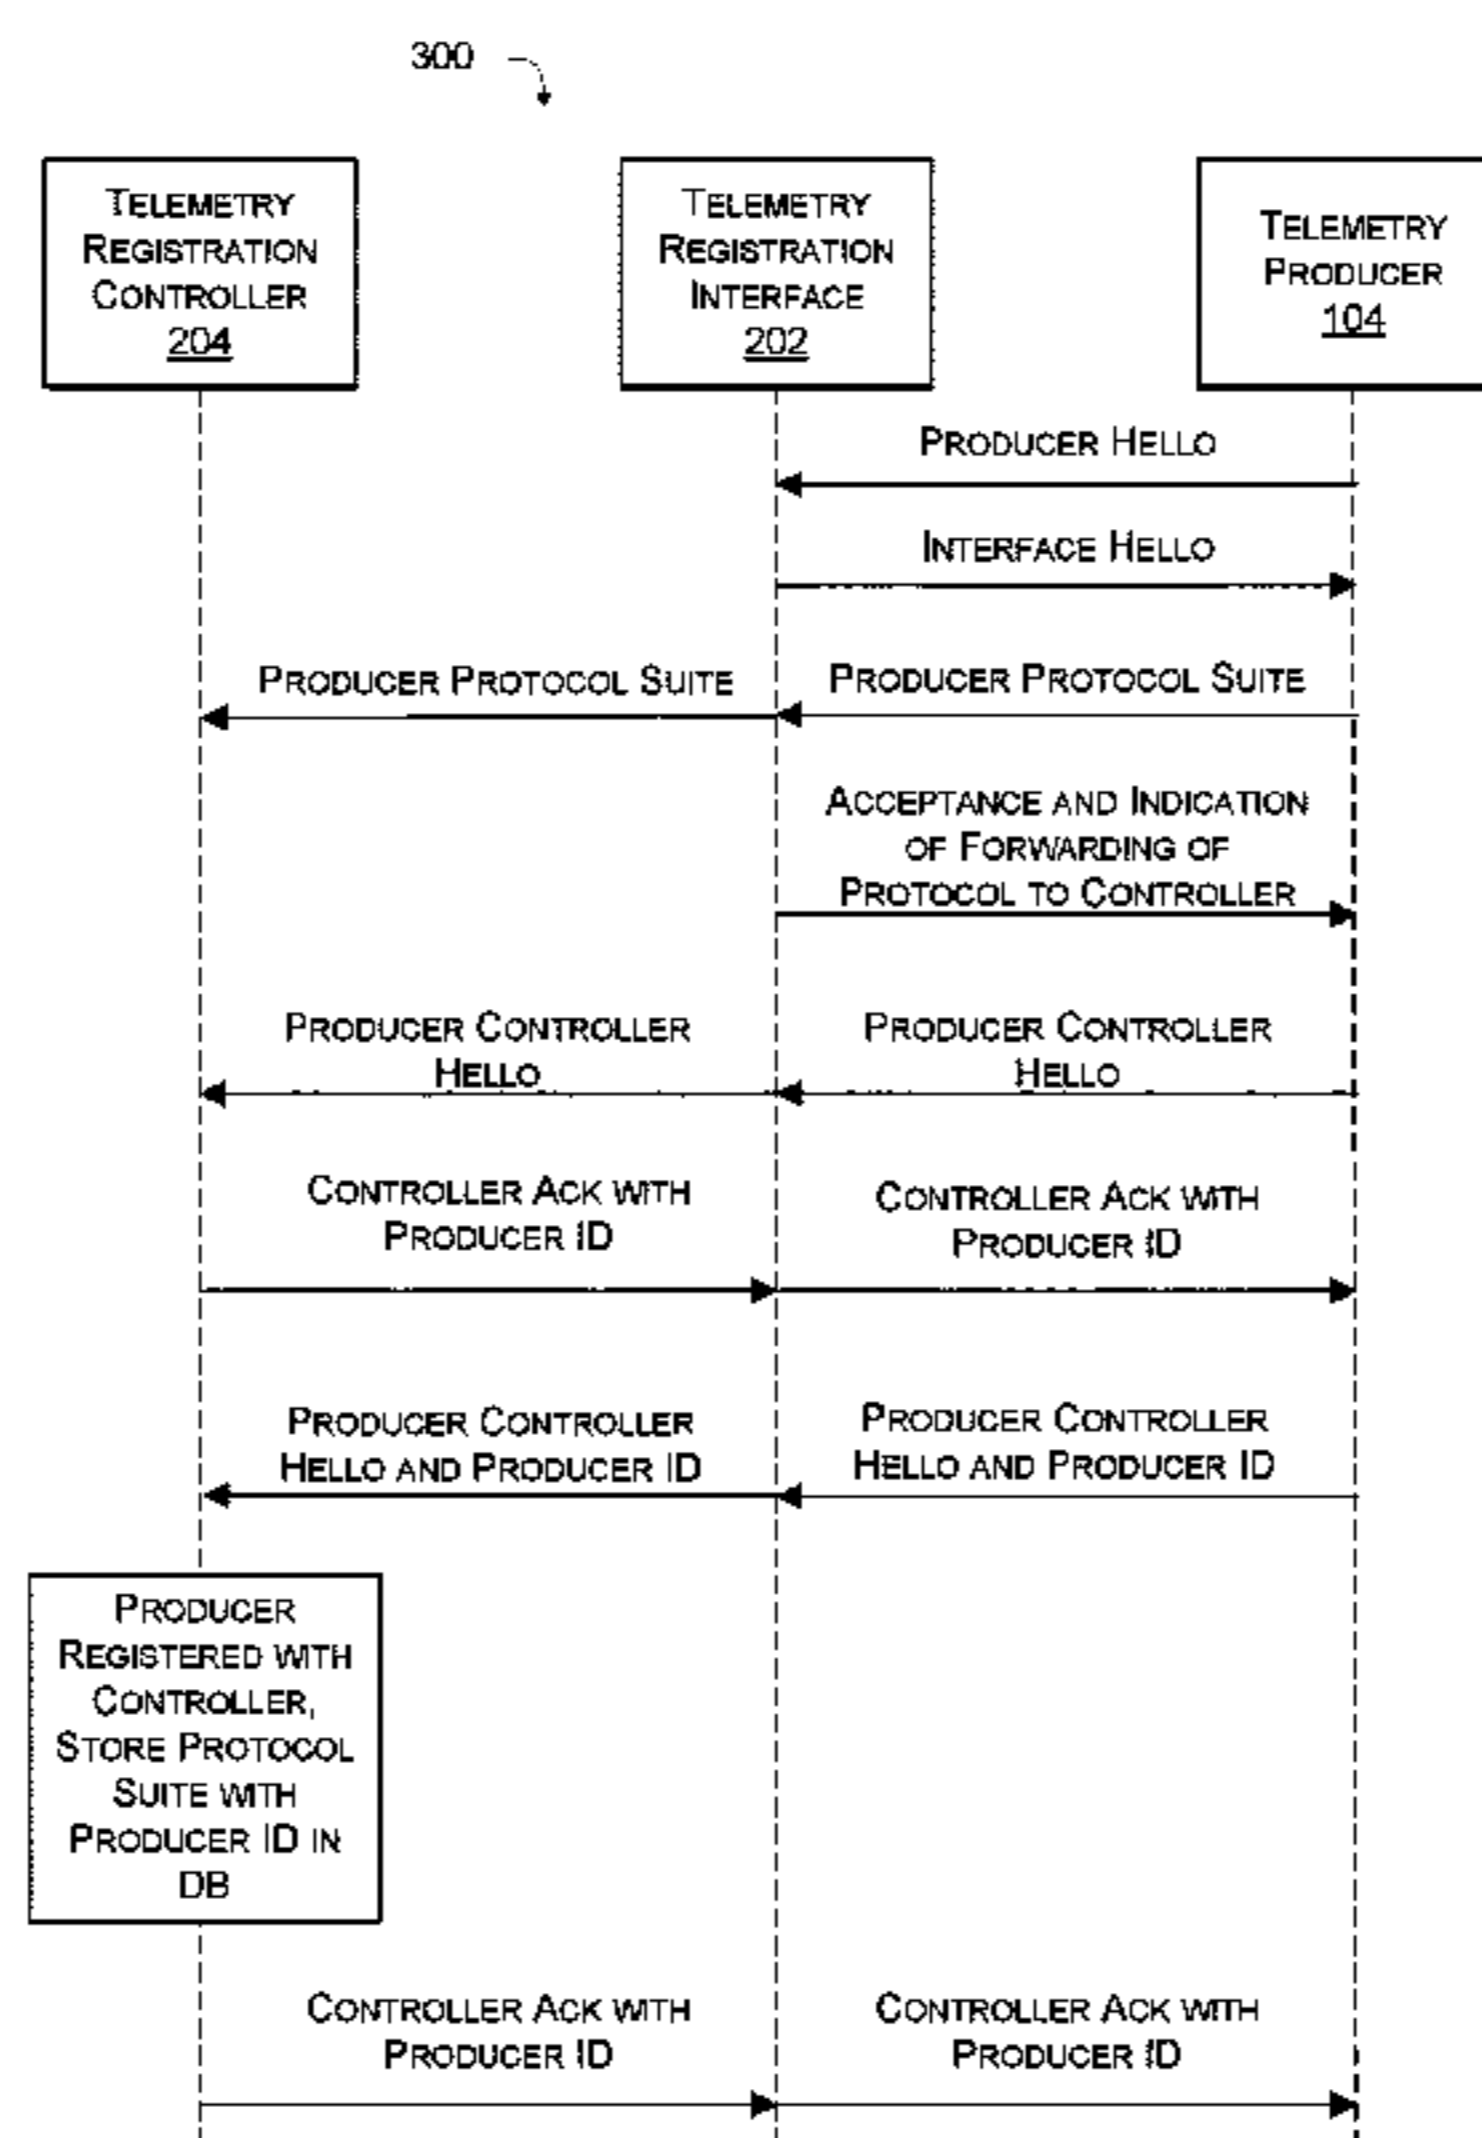 300
TELEMETRY
REGISTRATION
CONTROLLER
204
TELEMETRY
REGISTRATION
INTERFACE
202
TELEMETRY
PRODUCER
104
PRODUCER HELLO
INTERFACE HELLO
PRODUCER PROTOCOL SUITE
PRODUCER PROTOCOL SUITE
ACCEPTANCE AND INDICATION
OF FORWARDING OF
PROTOCOL TO CONTROLLER
PRODUCER CONTROLLER
HELLO
PRODUCER CONTROLLER
HELLO
CONTROLLER ACK WITH
PRODUCER ID
CONTROLLER ACK WITH
PRODUCER ID
PRODUCER CONTROLLER
HELLO AND PRODUCER ID
PRODUCER CONTROLLER
HELLO AND PRODUCER ID
PRODUCER
REGISTERED WITH
CONTROLLER,
STORE PROTOCOL
SUITE WITH
PRODUCER ID IN
DB
CONTROLLER ACK WITH
PRODUCER ID
CONTROLLER ACK WITH
PRODUCER ID